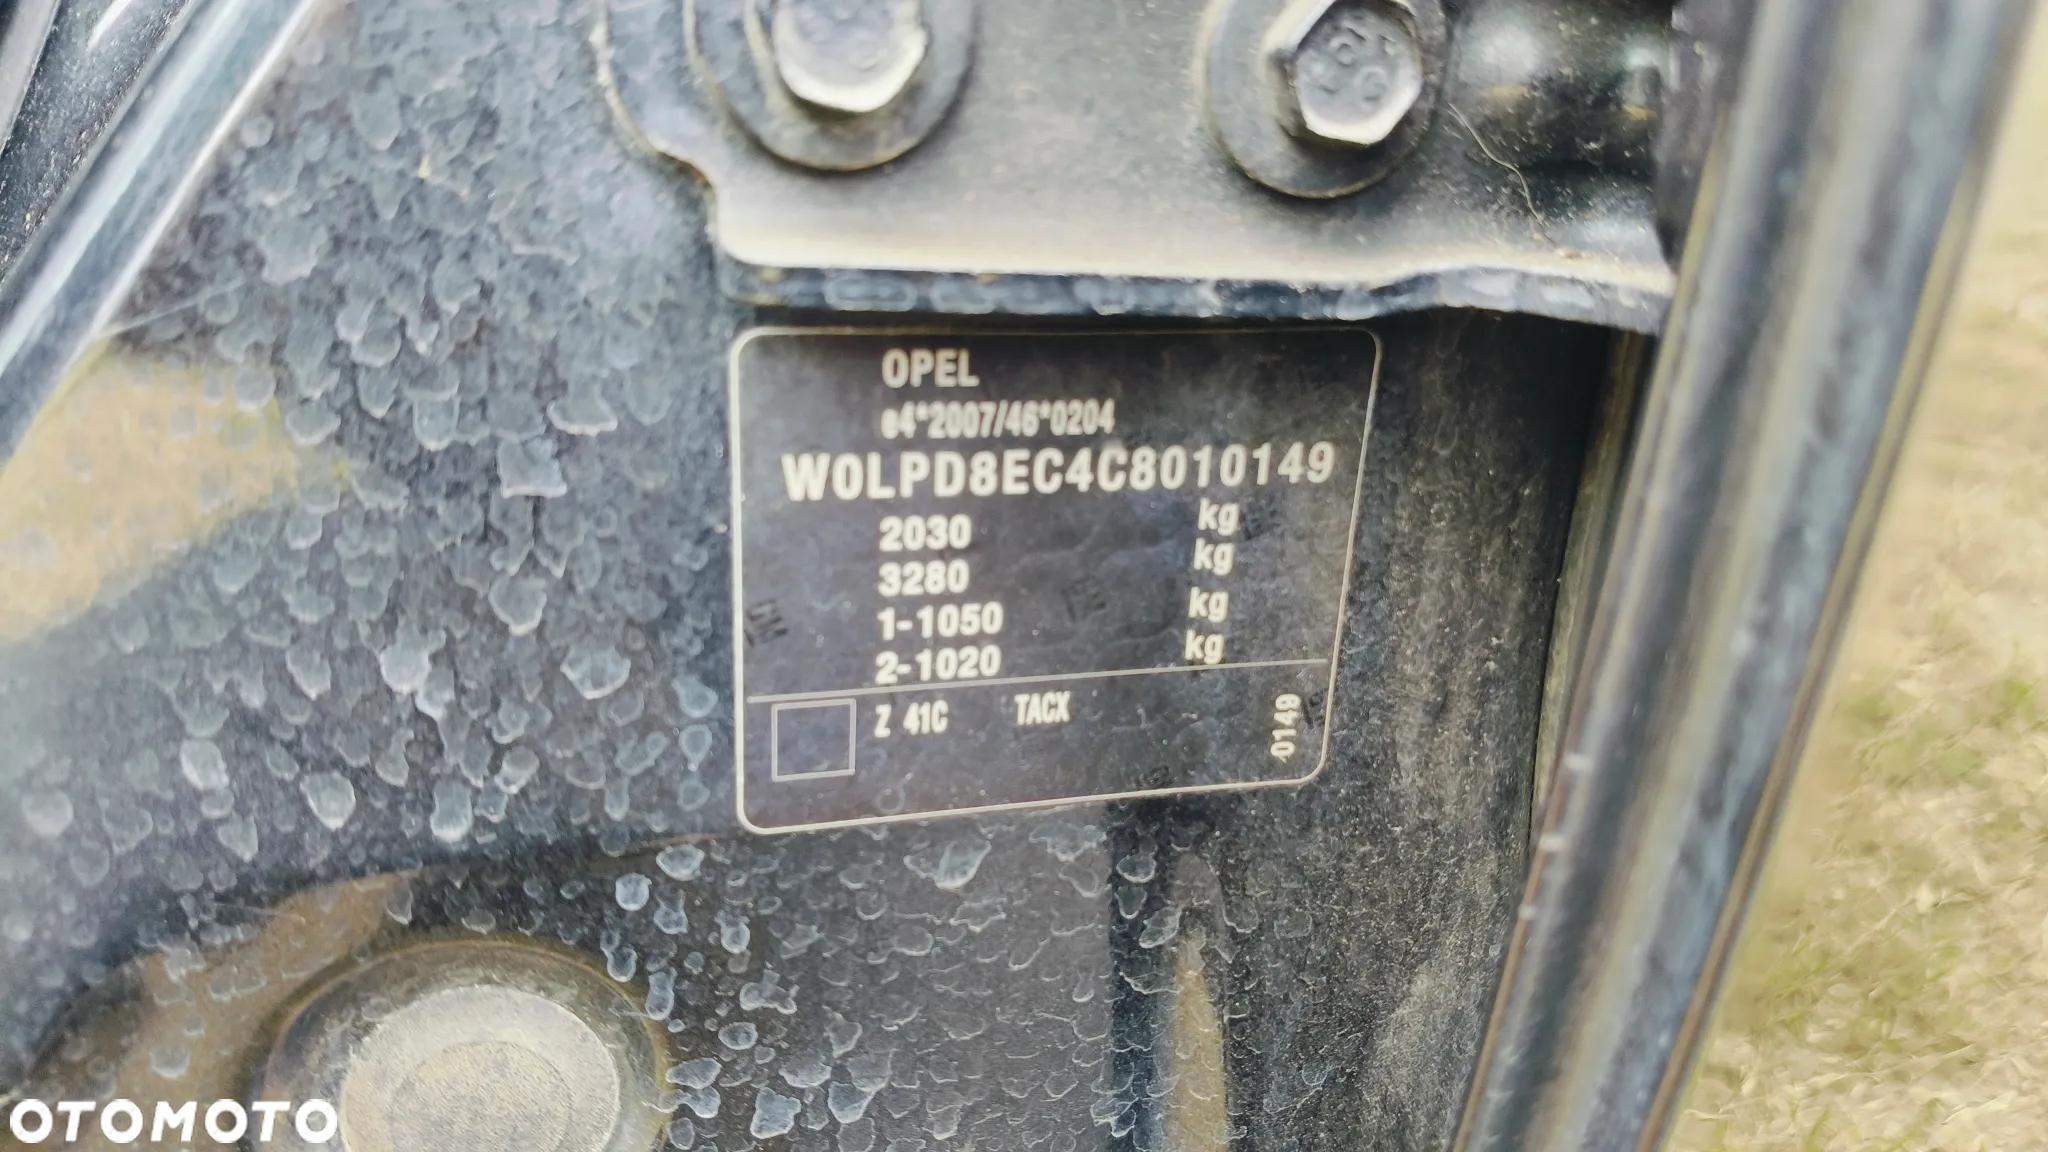 OPEL
e4*2007/46*0204
W0LPD8EC4C8010149
2030 kg
3280 kg
1-1050 kg
2-1020 kg
Z 41C TACX
0149
OTOMOTO